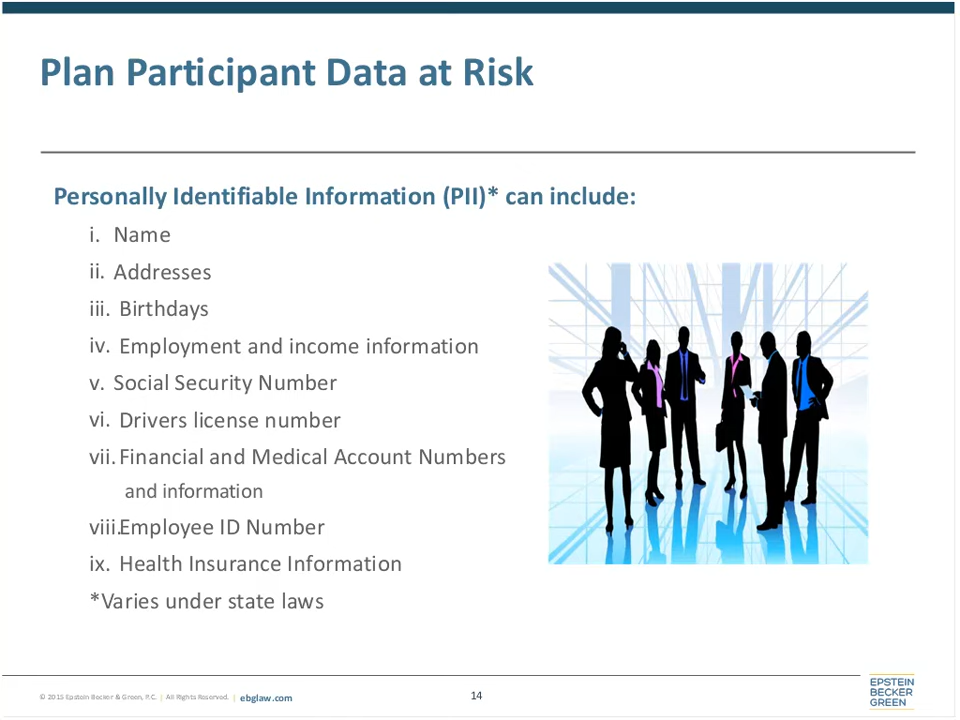 Plan Participant Data at Risk
Personally Identifiable Information (PII)* can include:
i. Name
ii. Addresses
iii. Birthdays
iv. Employment and income information
v. Social Security Number
vi. Drivers license number
vii. Financial and Medical Account Numbers
and information
viii. Employee ID Number
ix. Health Insurance Information
*Varies under state laws
© 2015 Epstein Becker & Green, P.C. | All Rights Reserved. | ebglaw.com
14
EPSTEIN
BECKER
GREEN